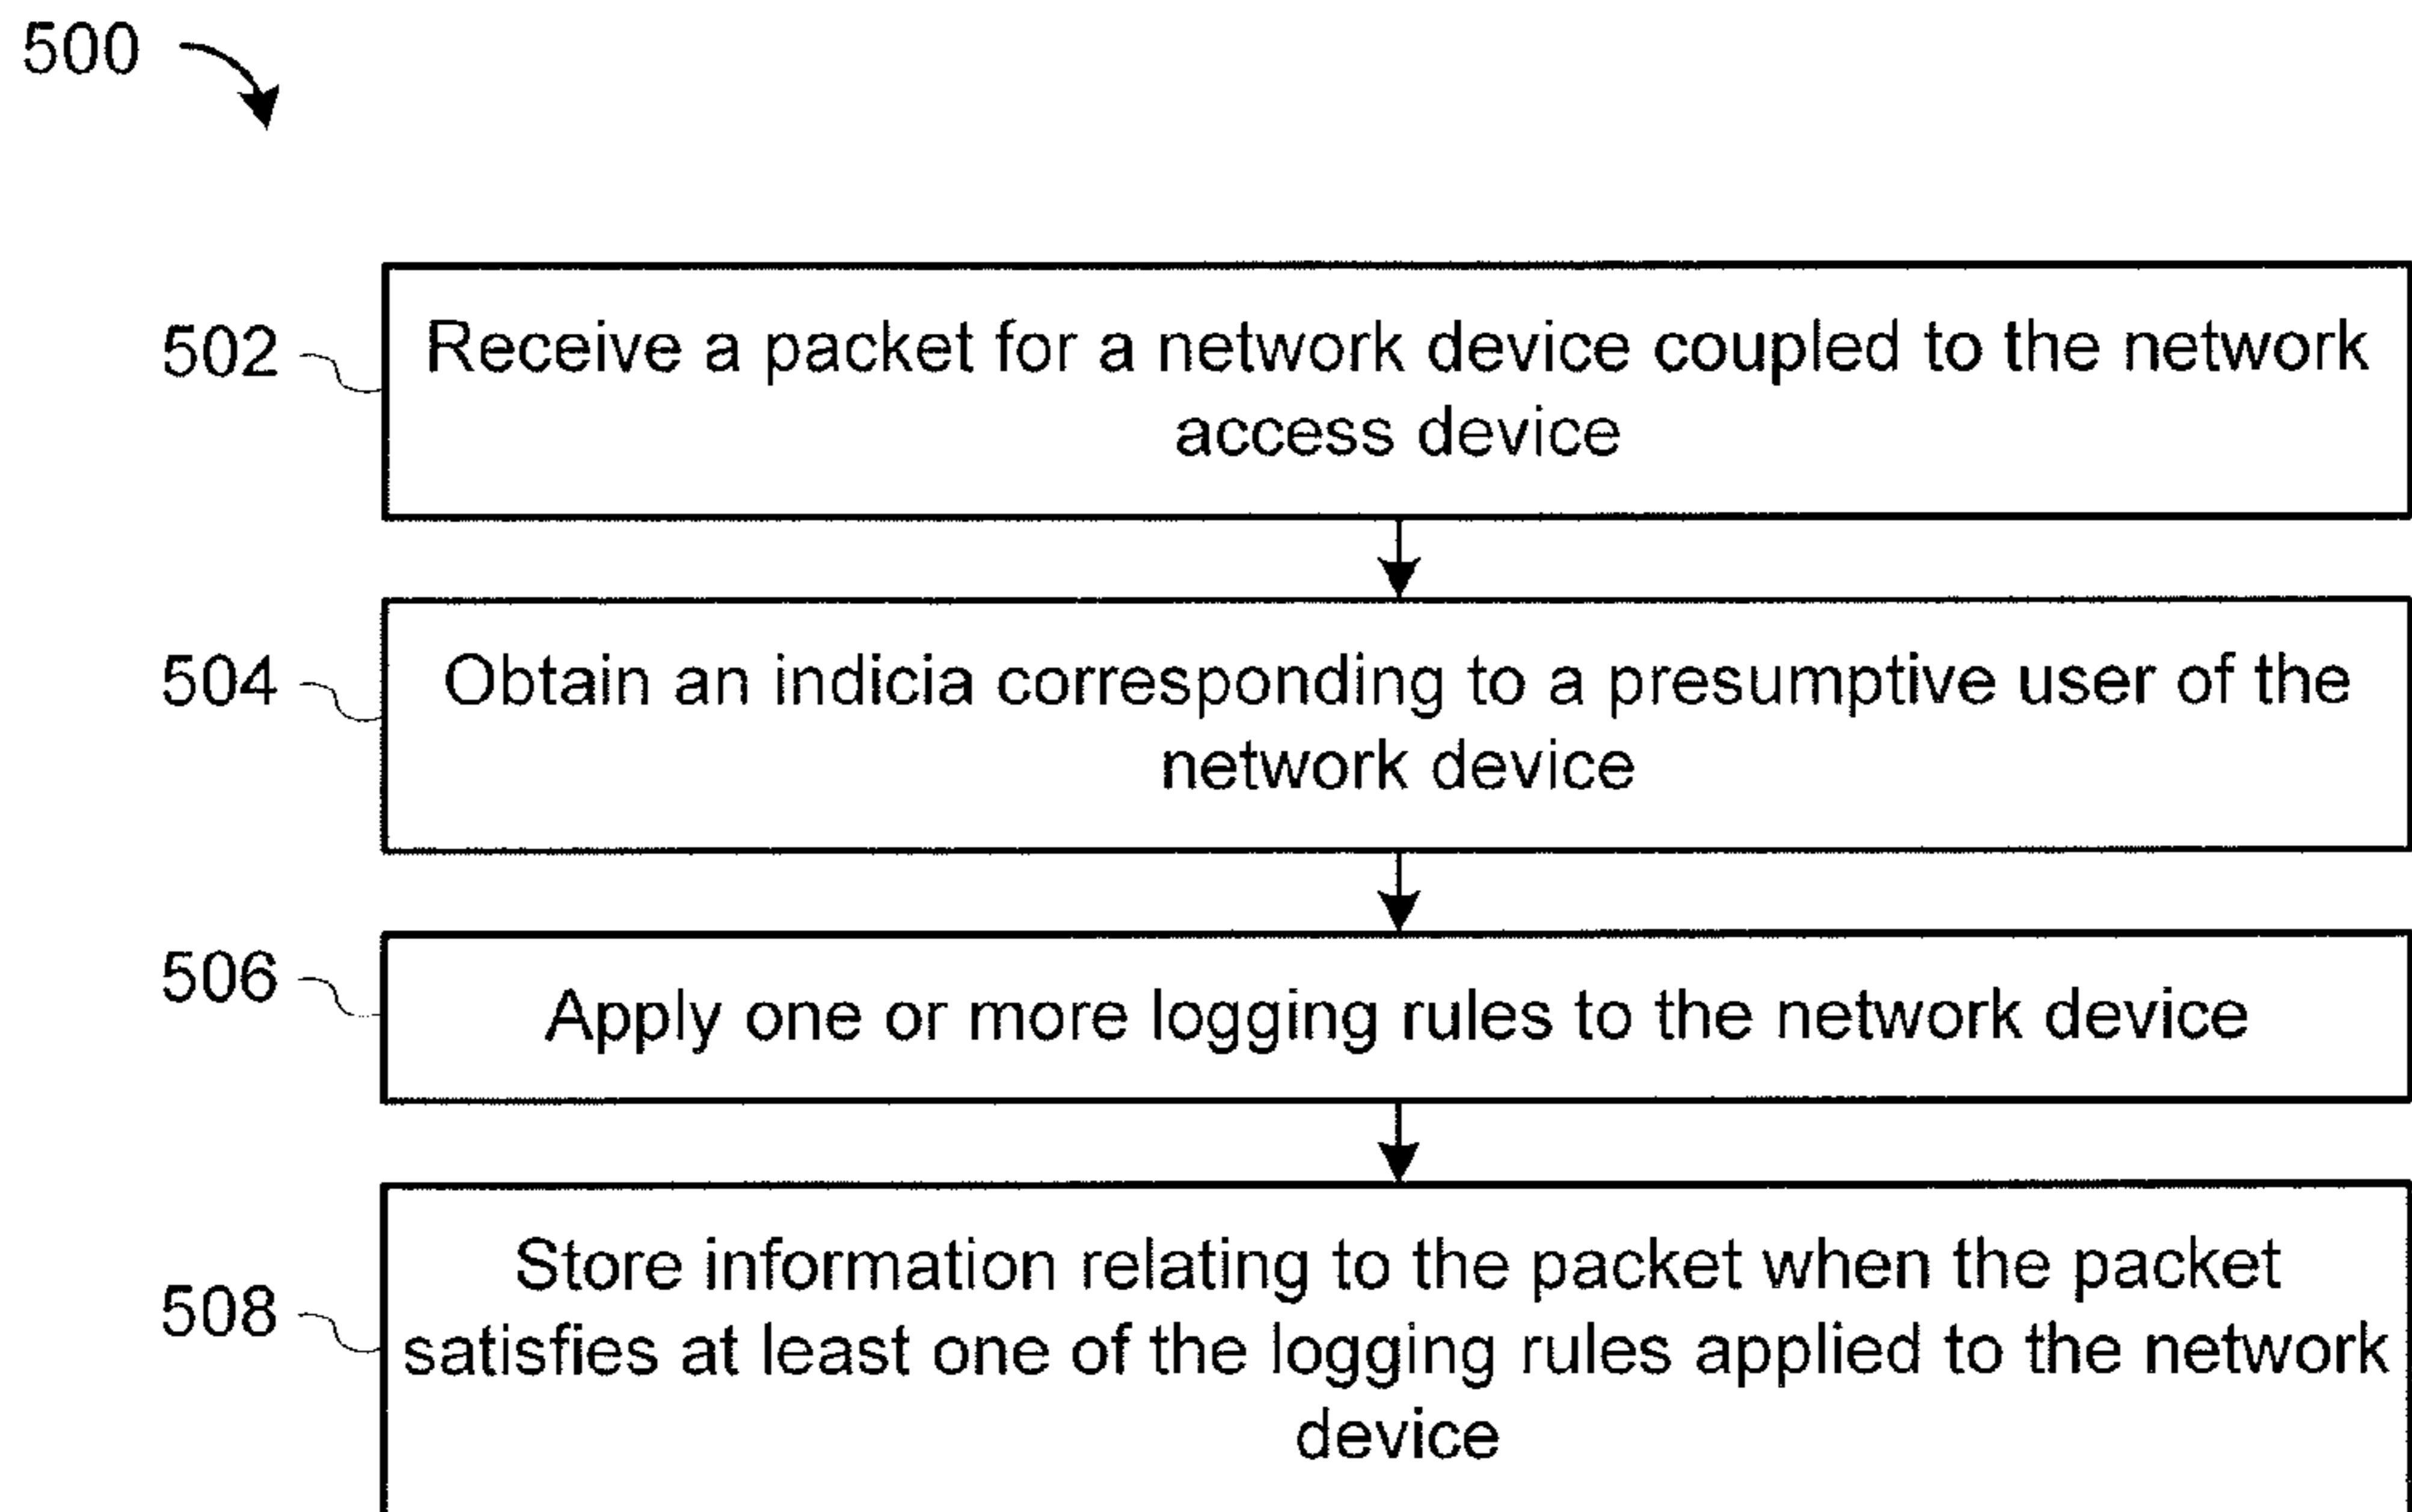 500
502
Receive a packet for a network device coupled to the network
access device
504
Obtain an indicia corresponding to a presumptive user of the
network device
506
Apply one or more logging rules to the network device
508
Store information relating to the packet when the packet
satisfies at least one of the logging rules applied to the network
device